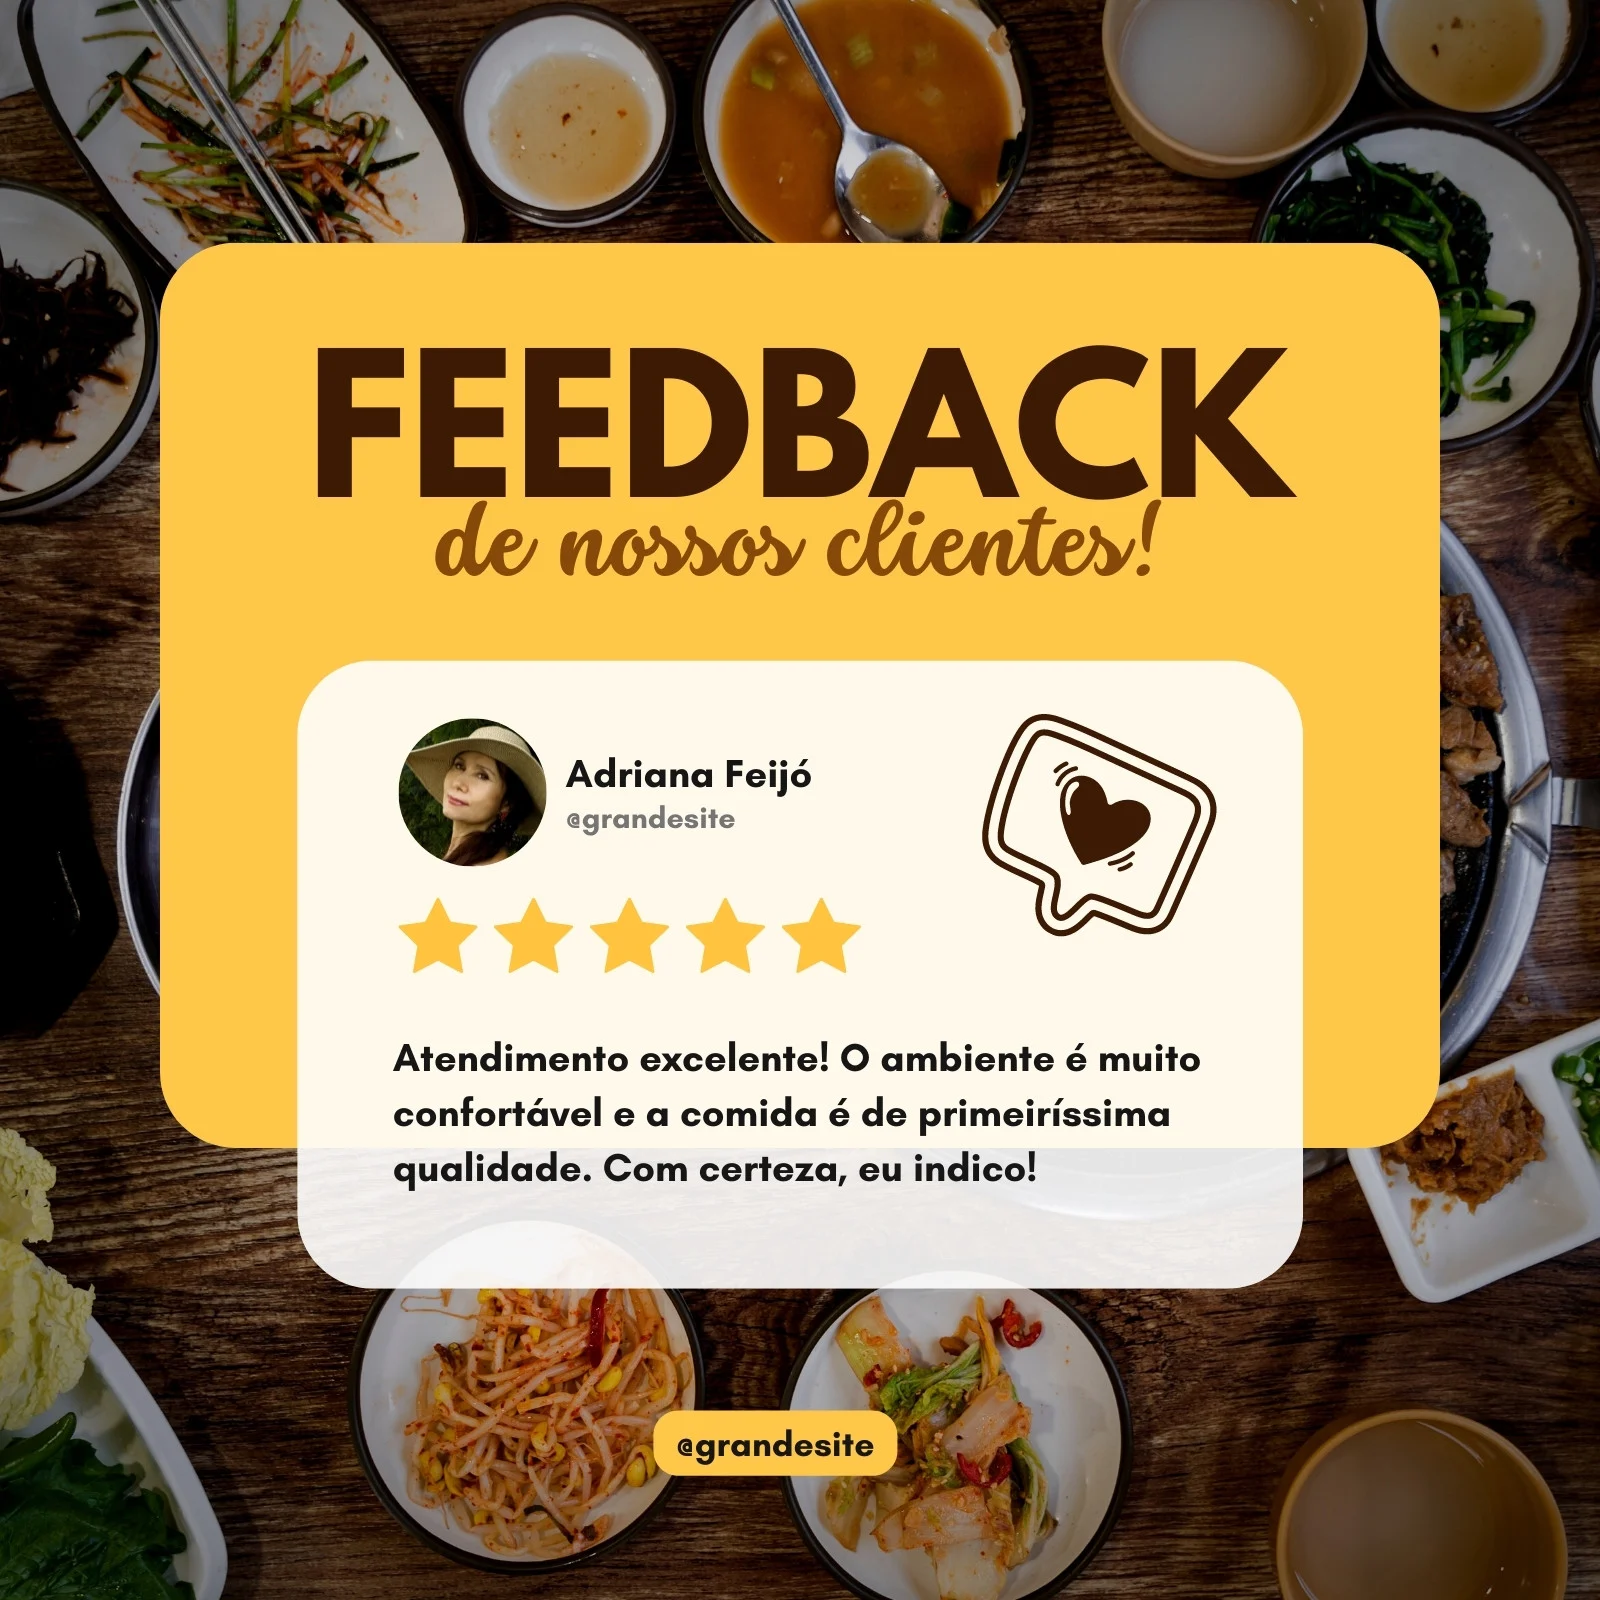 FEEDBACK
de nossos clientes!
Adriana Feijó
@grandesite
Atendimento excelente! O ambiente é muito
confortável e a comida é de primeiríssima
qualidade. Com certeza, eu indico!
@grandesite